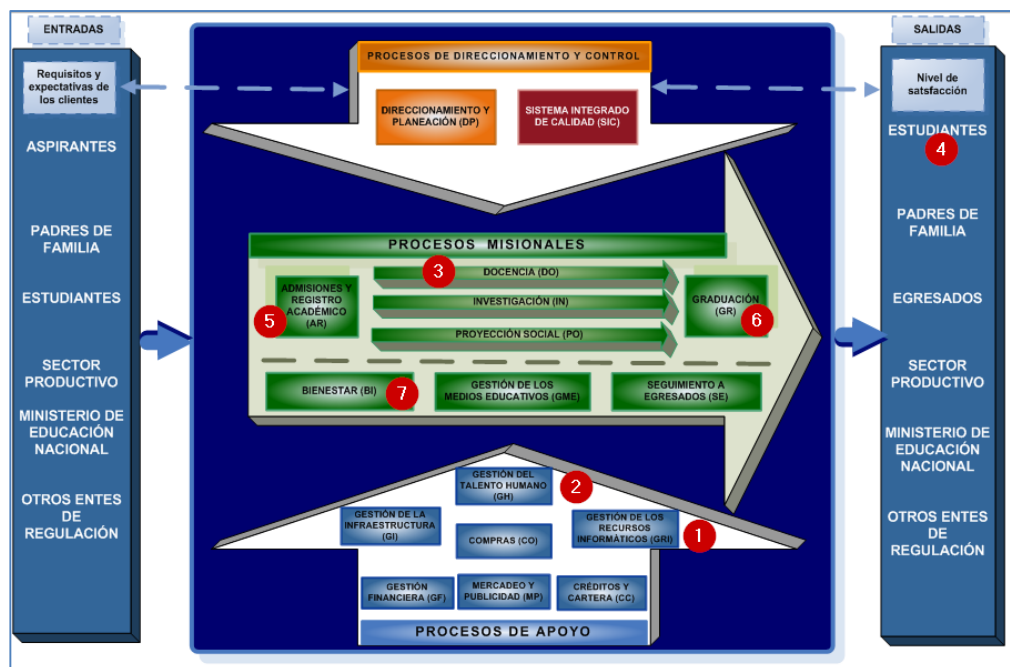 ENTRADAS
Requisitos y
expectativas de
los clientes
ASPIRANTES
PADRES DE
FAMILIA
ESTUDIANTES
SECTOR
PRODUCTIVO
MINISTERIO DE
EDUCACIÓN
NACIONAL
OTROS ENTES
DE
REGULACIÓN
PROCESOS DE DIRECCIONAMIENTO Y CONTROL
DIRECCIONAMIENTO Y
PLANEACIÓN (DP)
SISTEMA INTEGRADO
DE CALIDAD (SIC)
PROCESOS MISIONALES
3
DOCENCIA (DO)
5
ADMISIONES Y
REGISTRO
ACADÉMICO
(AR)
INVESTIGACIÓN (IN)
PROYECCIÓN SOCIAL (PO)
GRADUACIÓN
(GR)
6
BIENESTAR (BI)
7
GESTIÓN DE LOS
MEDIOS EDUCATIVOS (GME)
SEGUIMIENTO A
EGRESADOS (SE)
GESTIÓN DEL
TALENTO HUMANO
(GH)
2
GESTIÓN DE LA
INFRAESTRUCTURA
(GI)
COMPRAS (CO)
GESTIÓN DE LOS
RECURSOS
INFORMÀTICOS (GRI)
1
GESTIÓN
FINANCIERA (GF)
MERCADEO Y
PUBLICIDAD (MP)
CRÉDITOS Y
CARTERA (CC)
PROCESOS DE APOYO
SALIDAS
Nivel de
satisfacción
ESTUDIANTES
4
PADRES DE
FAMILIA
EGRESADOS
SECTOR
PRODUCTIVO
MINISTERIO DE
EDUCACIÓN
NACIONAL
OTROS ENTES
DE
REGULACIÓN